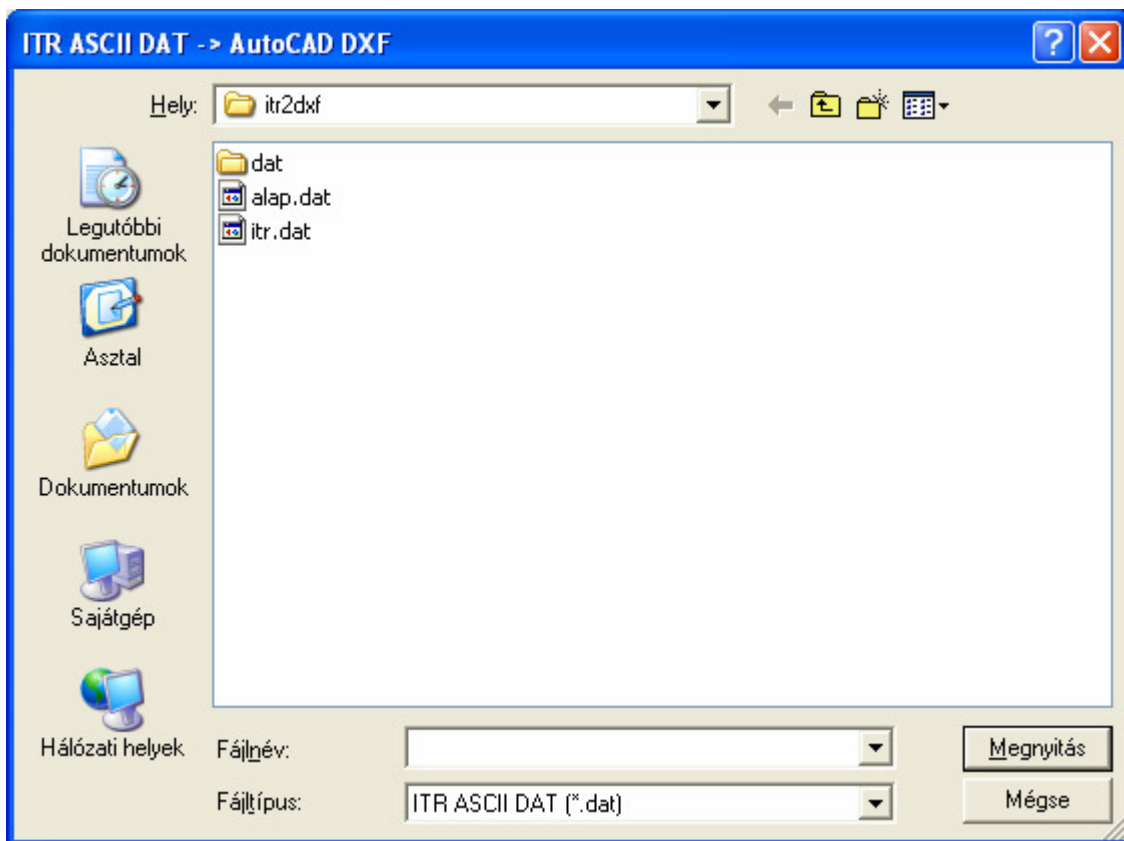 ITR ASCII DAT -> AutoCAD DXF
Hely:
itr2dxf
dat
alap.dat
itr.dat
Legutóbbi
dokumentumok
Asztal
Dokumentumok
Sajátgép
Hálózati helyek
Fájlnév:
Megnyitás
Fájltípus:
ITR ASCII DAT (*.dat)
Mégse